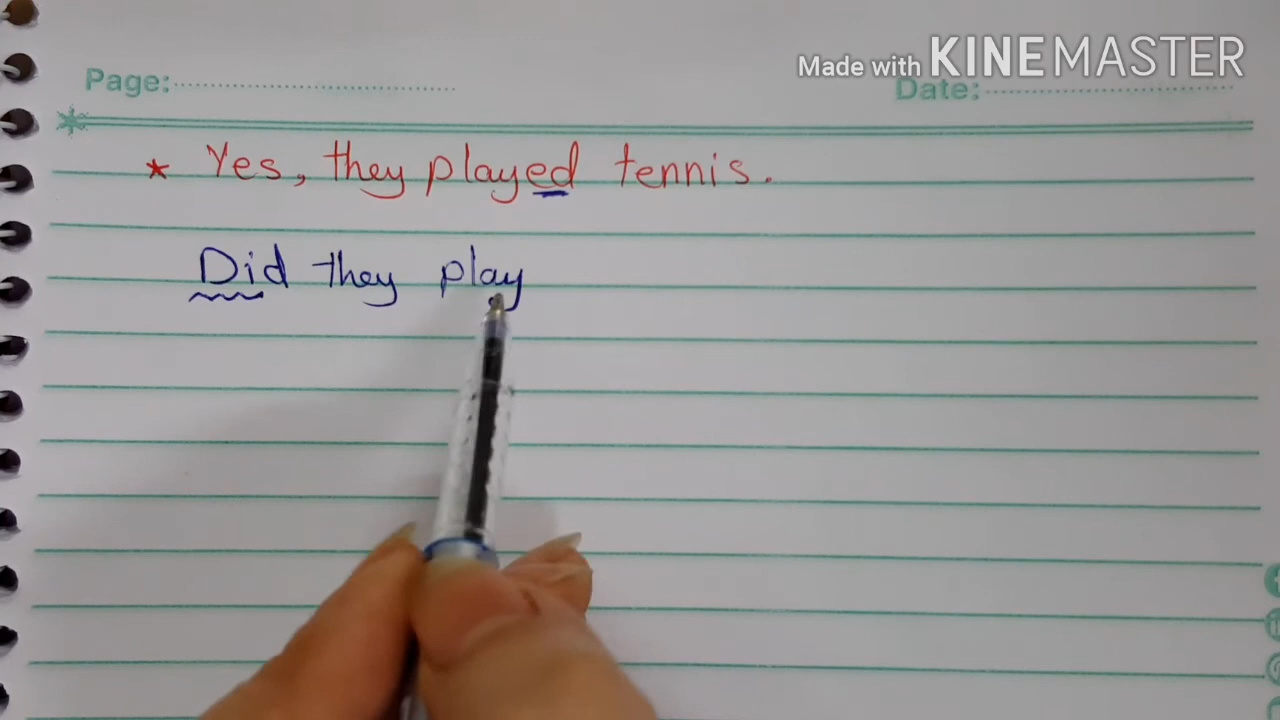 Made with KINEMASTER
Page:
Date:
* Yes, they played tennis.
Did they play